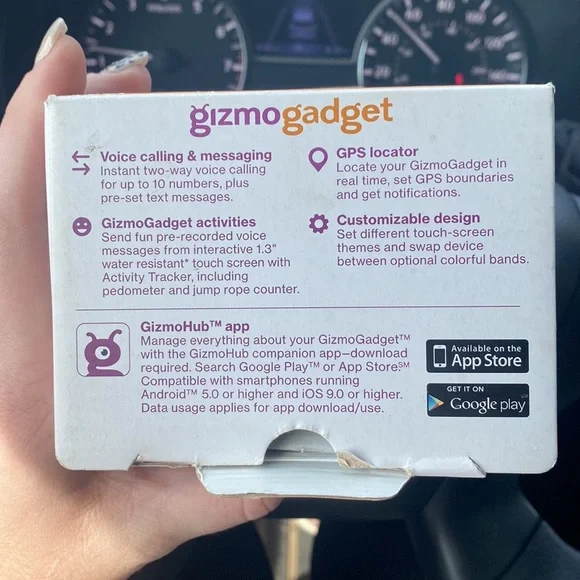 gizmogadget
Voice calling & messaging
Instant two-way voice calling
for up to 10 numbers, plus
pre-set text messages.
GPS locator
Locate your GizmoGadget in
real time, set GPS boundaries
and get notifications.
GizmoGadget activities
Send fun pre-recorded voice
messages from interactive 1.3"
water resistant* touch screen with
Activity Tracker, including
pedometer and jump rope counter.
Customizable design
Set different touch-screen
themes and swap device
between optional colorful bands.
GizmoHub™ app
Manage everything about your GizmoGadget™
with the GizmoHub companion app–download
required. Search Google Play™ or App Store℠
Compatible with smartphones running
Android™ 5.0 or higher and iOS 9.0 or higher.
Data usage applies for app download/use.
Available on the
App Store
GET IT ON
Google play